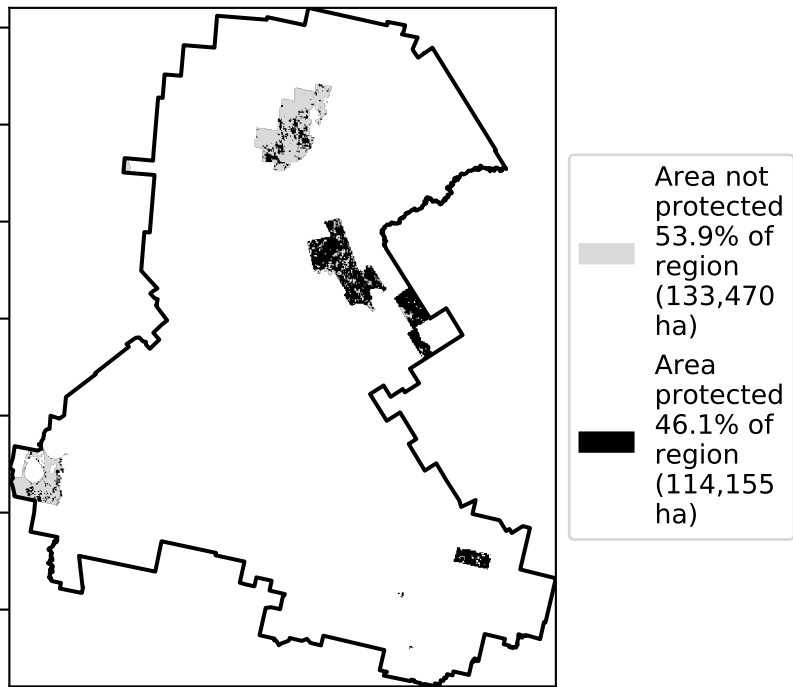 Area not
protected
53.9% of
region
(133,470
ha)
Area
protected
46.1% of
region
(114,155
ha)